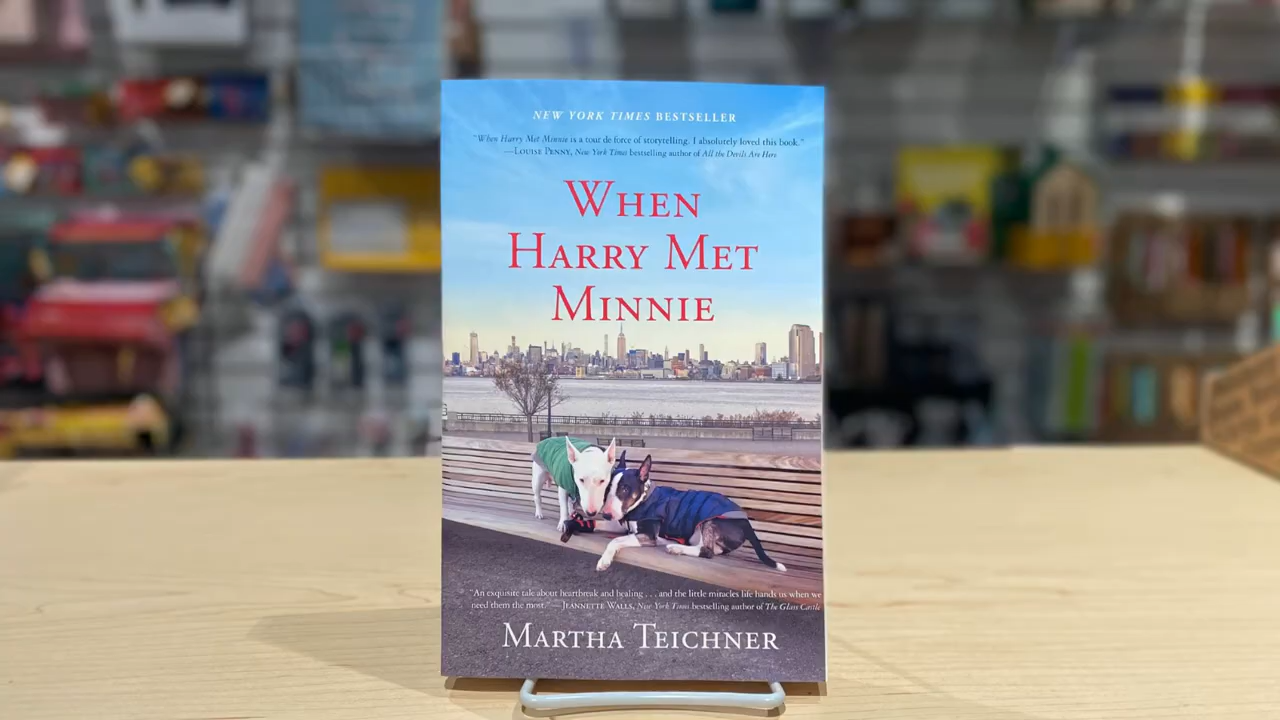 NEW YORK TIMES BESTSELLER
"When Harry Met Minnie is a tour de force of storytelling. I absolutely loved this book."
—LOUISE PENNY, New York Times bestselling author of All the Devils Are Here
WHEN
HARRY MET
MINNIE
"An exquisite tale about heartbreak and healing . . . and the little miracles life hands us when we
need them the most." —JEANNETTE WALLS, New York Times bestselling author of The Glass Castle
MARTHA TEICHNER